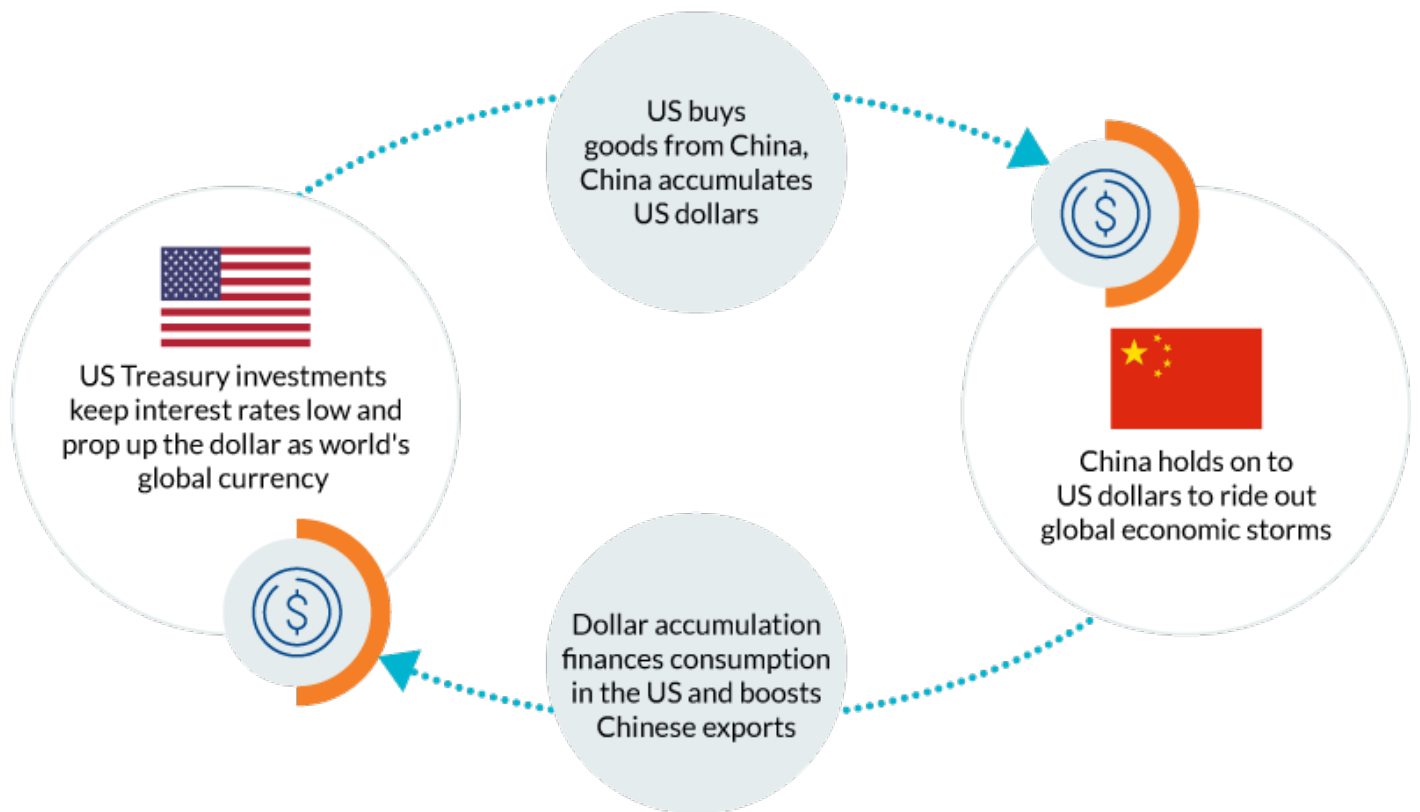 US buys
goods from China,
China accumulates
US dollars
US Treasury investments
keep interest rates low and
prop up the dollar as world's
global currency
China holds on to
US dollars to ride out
global economic storms
Dollar accumulation
finances consumption
in the US and boosts
Chinese exports
$
$